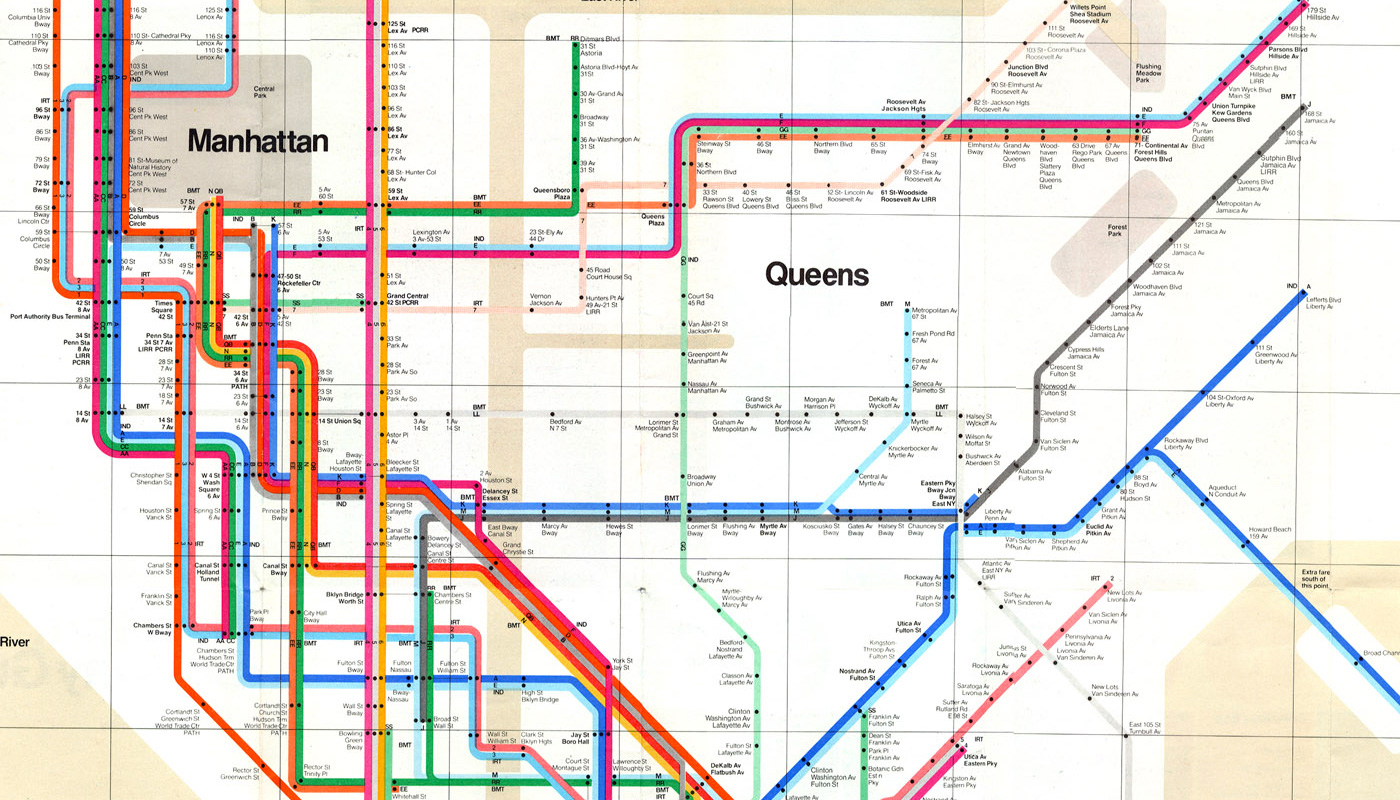 116 St
Columbia Univ
Bway
110 St
Cathedral Pky
Bway
103 St
Bway
IRT
96 St
Bway
86 St
Bway
79 St
Bway
72 St
Bway
66 St
Lincoln Ctr
Bway
59 St
Columbus
Circle
50 St
Bway
116 St
8 Av
110 St- Cathedral Pky
8 Av
103 St
Cent Pk West
IND
96 St
Cent Pk West
86 St
Cent Pk West
81 St-Museum of
Natural History
Cent Pk West
72 St
Cent Pk West
59 St
Columbus
Circle
125 St
Lenox Av
116 St
Lenox Av
110 St
Lenox Av
Central
Park
Manhattan
125 St
Lex Av PCRR
116 St
Lex Av
110 St
Lex Av
103 St
Lex Av
96 St
Lex Av
86 St
Lex Av
77 St
Lex Av
68 St- Hunter Col
Lex Av
59 St
Lex Av
BMT RR Ditmars Blvd
31 St
Astoria
Astoria Blvd-Hoyt Av
31 St
30 Av-Grand Av
31 St
Broadway
31 St
36 Av-Washington Av
31 St
39 Av
31 St
Queensboro
Plaza
Queens
Plaza
Willets Point
Shea Stadium
Roosevelt Av
111 St
Roosevelt Av
103 St- Corona Plaza
Roosevelt Av
Junction Blvd
Roosevelt Av
90 St-Elmhurst
Roosevelt Av
82 St- Jackson Hgts
Roosevelt Av
Roosevelt Av
Jackson Hgts
74 St
Bway
69 St-Fisk Av
Roosevelt Av
61 St-Woodside
Roosevelt Av LIRR
52 St- Lincoln Av
Roosevelt Av
46 St
Bliss St
Queens Blvd
40 St
Lowery St
Queens Blvd
33 St
Rawson St
Queens Blvd
36 St
Northern Blvd
Steinway St
Bway
46 St
Bway
Northern Blvd
Bway
65 St
Bway
Elmhurst Av
Bway
Grand Av
Newtown
Queens
Blvd
Wood-
haven
Blvd
Slattery
Plaza
Queens
Blvd
63 Drive
Rego Park
Queens
Blvd
67 Av
Queens
Blvd
71- Continental Av
Forest Hills
Queens Blvd
75 Av
Puritan
Queens
Blvd
Union Turnpike
Kew Gardens
Queens Blvd
Van Wyck Blvd
Main St
Sutphin Blvd
Hillside Av
LIRR
Parsons Blvd
Hillside Av
169 St
Hillside Av
179 St
Hillside Av
Flushing
Meadow
Park
Forest
Park
BMT
J
168 St
Jamaica Av
160 St
Jamaica Av
Sutphin Blvd
Jamaica Av
LIRR
Queens Blvd
Jamaica Av
Metropolitan Av
Jamaica Av
121 St
Jamaica Av
111 St
Jamaica Av
102 St
Jamaica Av
Woodhaven Blvd
Jamaica Av
Forest Pky
Jamaica Av
Elderts Lane
Jamaica Av
Cypress Hills
Jamaica Av
Crescent St
Fulton St
Norwood Av
Fulton St
Cleveland St
Fulton St
Van Siclen Av
Fulton St
Alabama Av
Fulton St
Queens
57 St
7 Av
BMT N QB
5 Av
60 St
5 Av
53 St
Lexington Av
3 Av-53 St
IND
23 St-Ely Av
44 Dr
45 Road
Court House Sq
Hunters Pt Av
49 Av-21 St
LIRR
Vernon
Jackson Av
7 Av
53 St
57 St
6 Av
49 St
7 Av
50 St
8 Av
47-50 St
Rockefeller Ctr
6 Av
51 St
Lex Av
Grand Central
42 St PCRR
42 St
8 Av
Port Authority Bus Terminal
Times
Square
42 St
42 St
6 Av
5 Av
42 St
34 St
Penn Sta
8 Av
LIRR
PCRR
Penn Sta
34 St 7 Av
LIRR PCRR
34 St
6 Av
PATH
33 St
Park Av
28 St
7 Av
28 St
Bway
28 St
Park Av So
23 St
8 Av
23 St
7 Av
23 St
6 Av
23 St
Bway
23 St
Park Av So
18 St
7 Av
14 St
8 Av
14 St
7 Av
14 St
6 Av
14 St Union Sq
3 Av
14 St
1 Av
14 St
Bedford Av
N 7 St
Lorimer St
Metropolitan Av
Grand St
Graham Av
Metropolitan
Grand St
Bushwick Av
Montrose Av
Bushwick Av
Morgan Av
Harrison Pl
Jefferson St
Wyckoff Av
DeKalb Av
Wyckoff Av
Myrtle
Wyckoff Av
Halsey St
Wyckoff Av
Wilson Av
Moffat St
Bushwick Av
Aberdeen St
BMT M
Metropolitan Av
67 St
Fresh Pond Rd
67 Av
Forest Av
67 Av
Seneca Av
Palmetto St
Knickerbocker Av
Myrtle Av
Central Av
Myrtle Av
Court Sq
45 Rd
Van Alst-21 St
Jackson Av
Greenpoint Av
Manhattan Av
Nassau Av
Manhattan Av
Broadway
Union Av
8 St
Bway
Astor Pl
4 Av
Bway-
Lafayette
Houston St
Bleecker St
Lafayette St
2 Av
Houston St
Delancey St
Essex St
Spring St
Lafayette
St
Canal St
Lafayette
Bowery
Delancey St
Canal St
Centre St
East Bway
Canal St
Grand
Chrystie St
Christopher St
Sheridan Sq
W 4 St
Wash
Square
6 Av
Houston St
Varick St
Spring St
6 Av
Prince St
Bway
Canal St
Varick St
Canal St
Holland
Tunnel
Canal St
Bway
Franklin St
Varick St
Chambers St
W Bway
Park Pl
Bway
City Hall
Bway
Bklyn Bridge
Worth St
Chambers St
Centre St
Chambers St
Hudson Trm
World Trade Ctr
PATH
Fulton St
Bway
Fulton
Nassau
Fulton St
William St
Bway-
Nassau
Cortlandt St
Greenwich St
World Trade Ctr
PATH
Cortlandt St
Church St
Hudson Trm
World Trade Ctr
PATH
Wall St
Bway
Broad St
Wall St
Wall St
William St
Bowling
Green
Bway
Rector St
Greenwich St
Rector St
Trinity Pl
Whitehall St
High St
Bklyn Bridge
Clark St
Bklyn Hgts
Jay St
Boro Hall
Court St
Montague St
Lawrence St
Willoughby St
York St
Jay St
DeKalb Av
Flatbush Av
Marcy Av
Bway
Hewes St
Bway
Lorimer St
Bway
Flushing Av
Bway
Myrtle Av
Bway
Kosciusko St
Bway
Gates Av
Bway
Halsey St
Bway
Chauncey St
Bway
Eastern Pky
Bway Jcn
Bway
East NY
Liberty Av
Penn Av
Van Siclen Av
Pitkin Av
Shepherd Av
Pitkin Av
Euclid Av
Pitkin Av
Grant Av
Pitkin Av
80 St
Hudson St
88 St
Boyd Av
Rockaway Blvd
Liberty Av
104 St-Oxford Av
Liberty Av
111 St
Greenwood Av
Liberty Av
IND A
Lefferts Blvd
Liberty Av
Aqueduct
N Conduit Av
Howard Beach
159 Av
Extra fare
south of
this point
Broad Chann
Flushing Av
Marcy Av
Myrtle-
Willoughby Av
Marcy Av
Bedford-
Nostrand
Lafayette Av
Classon Av
Lafayette Av
Clinton
Washington Av
Lafayette Av
Fulton St
Lafayette Av
Rockaway Av
Fulton St
Ralph Av
Fulton St
Utica Av
Fulton St
Kingston
Throop Avs
Fulton St
Nostrand Av
Fulton St
SS
Franklin Av
Fulton St
Dean St
Franklin Av
Park Pl
Franklin Av
Botanic Gdn
Est'n
Pky
Clinton
Washington Av
Fulton St
Lafayette Av
Atlantic Av
East NY Av
LIRR
Sutter Av
Van Sinderen Av
IRT 2
New Lots Av
Livonia Av
Van Siclen Av
Livonia Av
Pennsylvania Av
Livonia Av
Livonia Av
Van Sinderen Av
Junius St
Livonia Av
Rockaway Av
Livonia Av
Saratoga Av
Livonia Av
Sutter Av
Rutland Rd
E 98 St
IRT
Utica Av
Eastern Pky
Kingston Av
Eastern Pky
New Lots
Van Sinderen Av
East 105 St
Turnbull Av
River